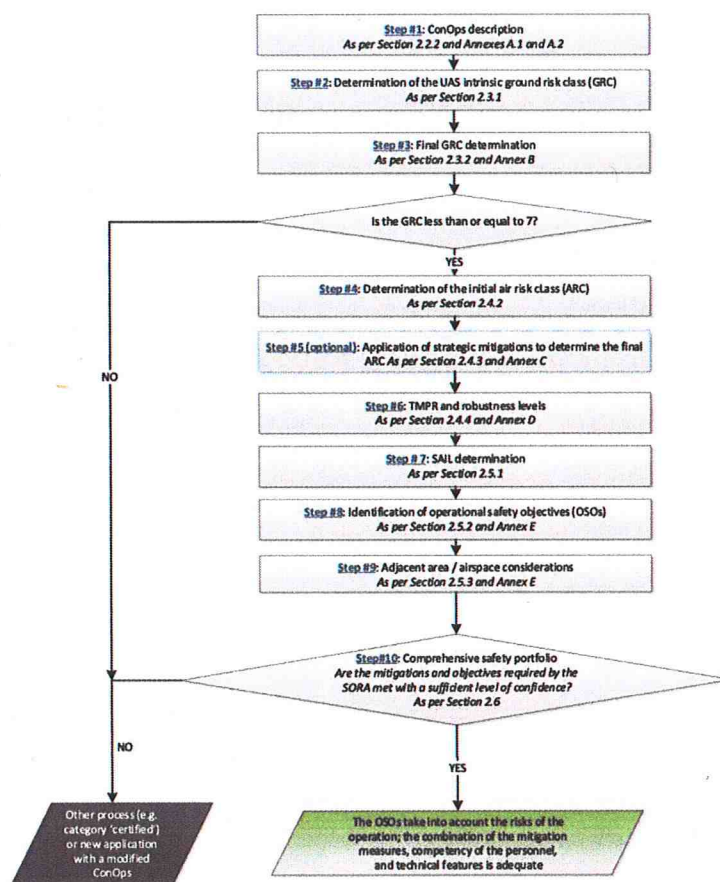 Step #1: ConOps description
As per Section 2.2.2 and Annexes A.1 and A.2
Step #2: Determination of the UAS intrinsic ground risk class (GRC)
As per Section 2.3.1
Step #3: Final GRC determination
As per Section 2.3.2 and Annex B
Is the GRC less than or equal to 7?
YES
Step #4: Determination of the initial air risk class (ARC)
As per Section 2.4.2
Step #5 (optional): Application of strategic mitigations to determine the final
ARC As per Section 2.4.3 and Annex C
NO
Step #6: TMPR and robustness levels
As per Section 2.4.4 and Annex D
Step # 7: SAIL determination
As per Section 2.5.1
Step #8: Identification of operational safety objectives (OSOs)
As per Section 2.5.2 and Annex E
Step #9: Adjacent area / airspace considerations
As per Section 2.5.3 and Annex E
Step#10: Comprehensive safety portfolio
Are the mitigations and objectives required by the
SORA met with a sufficient level of confidence?
As per Section 2.6
NO
YES
Other process (e.g.
category 'certified')
or new application
with a modified
ConOps
The OSOs take into account the risks of the
operation; the combination of the mitigation
measures, competency of the personnel,
and technical features is adequate